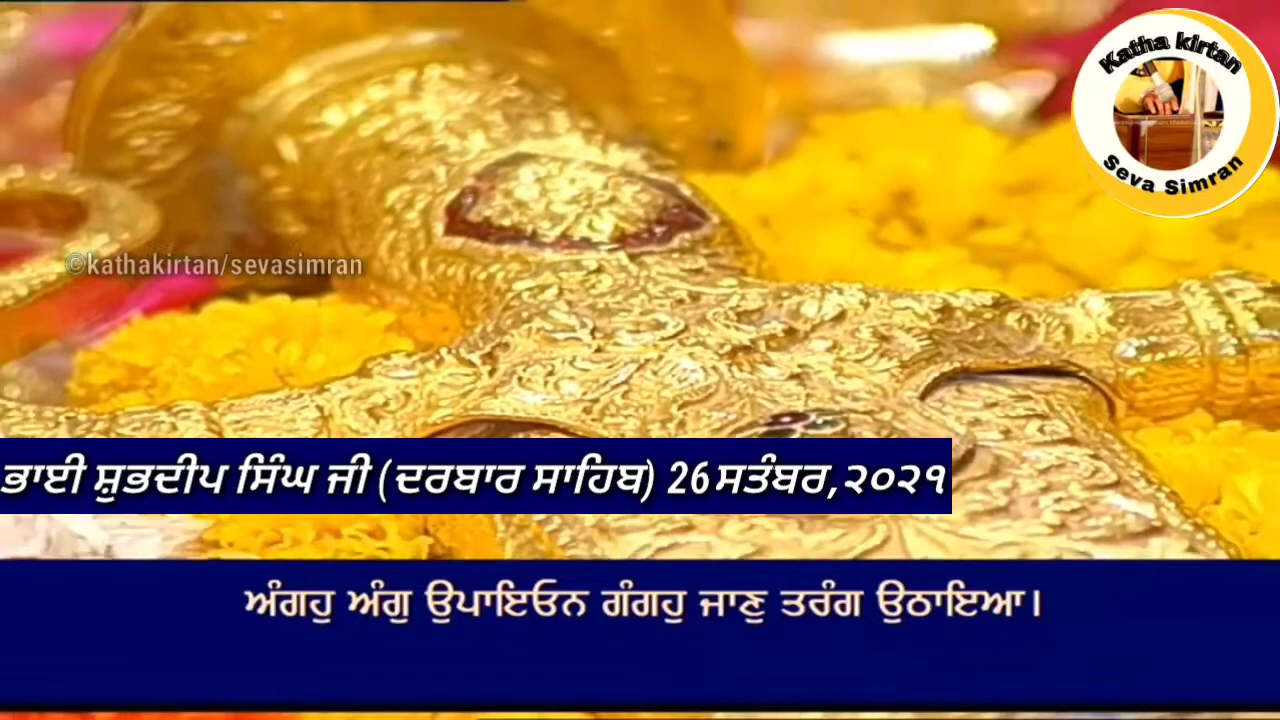 Katha kirtan
Seva Simran
©kathakirtan/sevasimran
ਭਾਈ ਸ਼ੁਭਦੀਪ ਸਿੰਘ ਜੀ (ਦਰਬਾਰ ਸਾਹਿਬ) 26 ਸਤੰਬਰ,੨੦੨੧
ਅੰਗਹੁ ਅੰਗੁ ਉਪਾਇਓਨ ਗੰਗਹੁ ਜਾਣੁ ਤਰੰਗ ਉਠਾਇਆ।